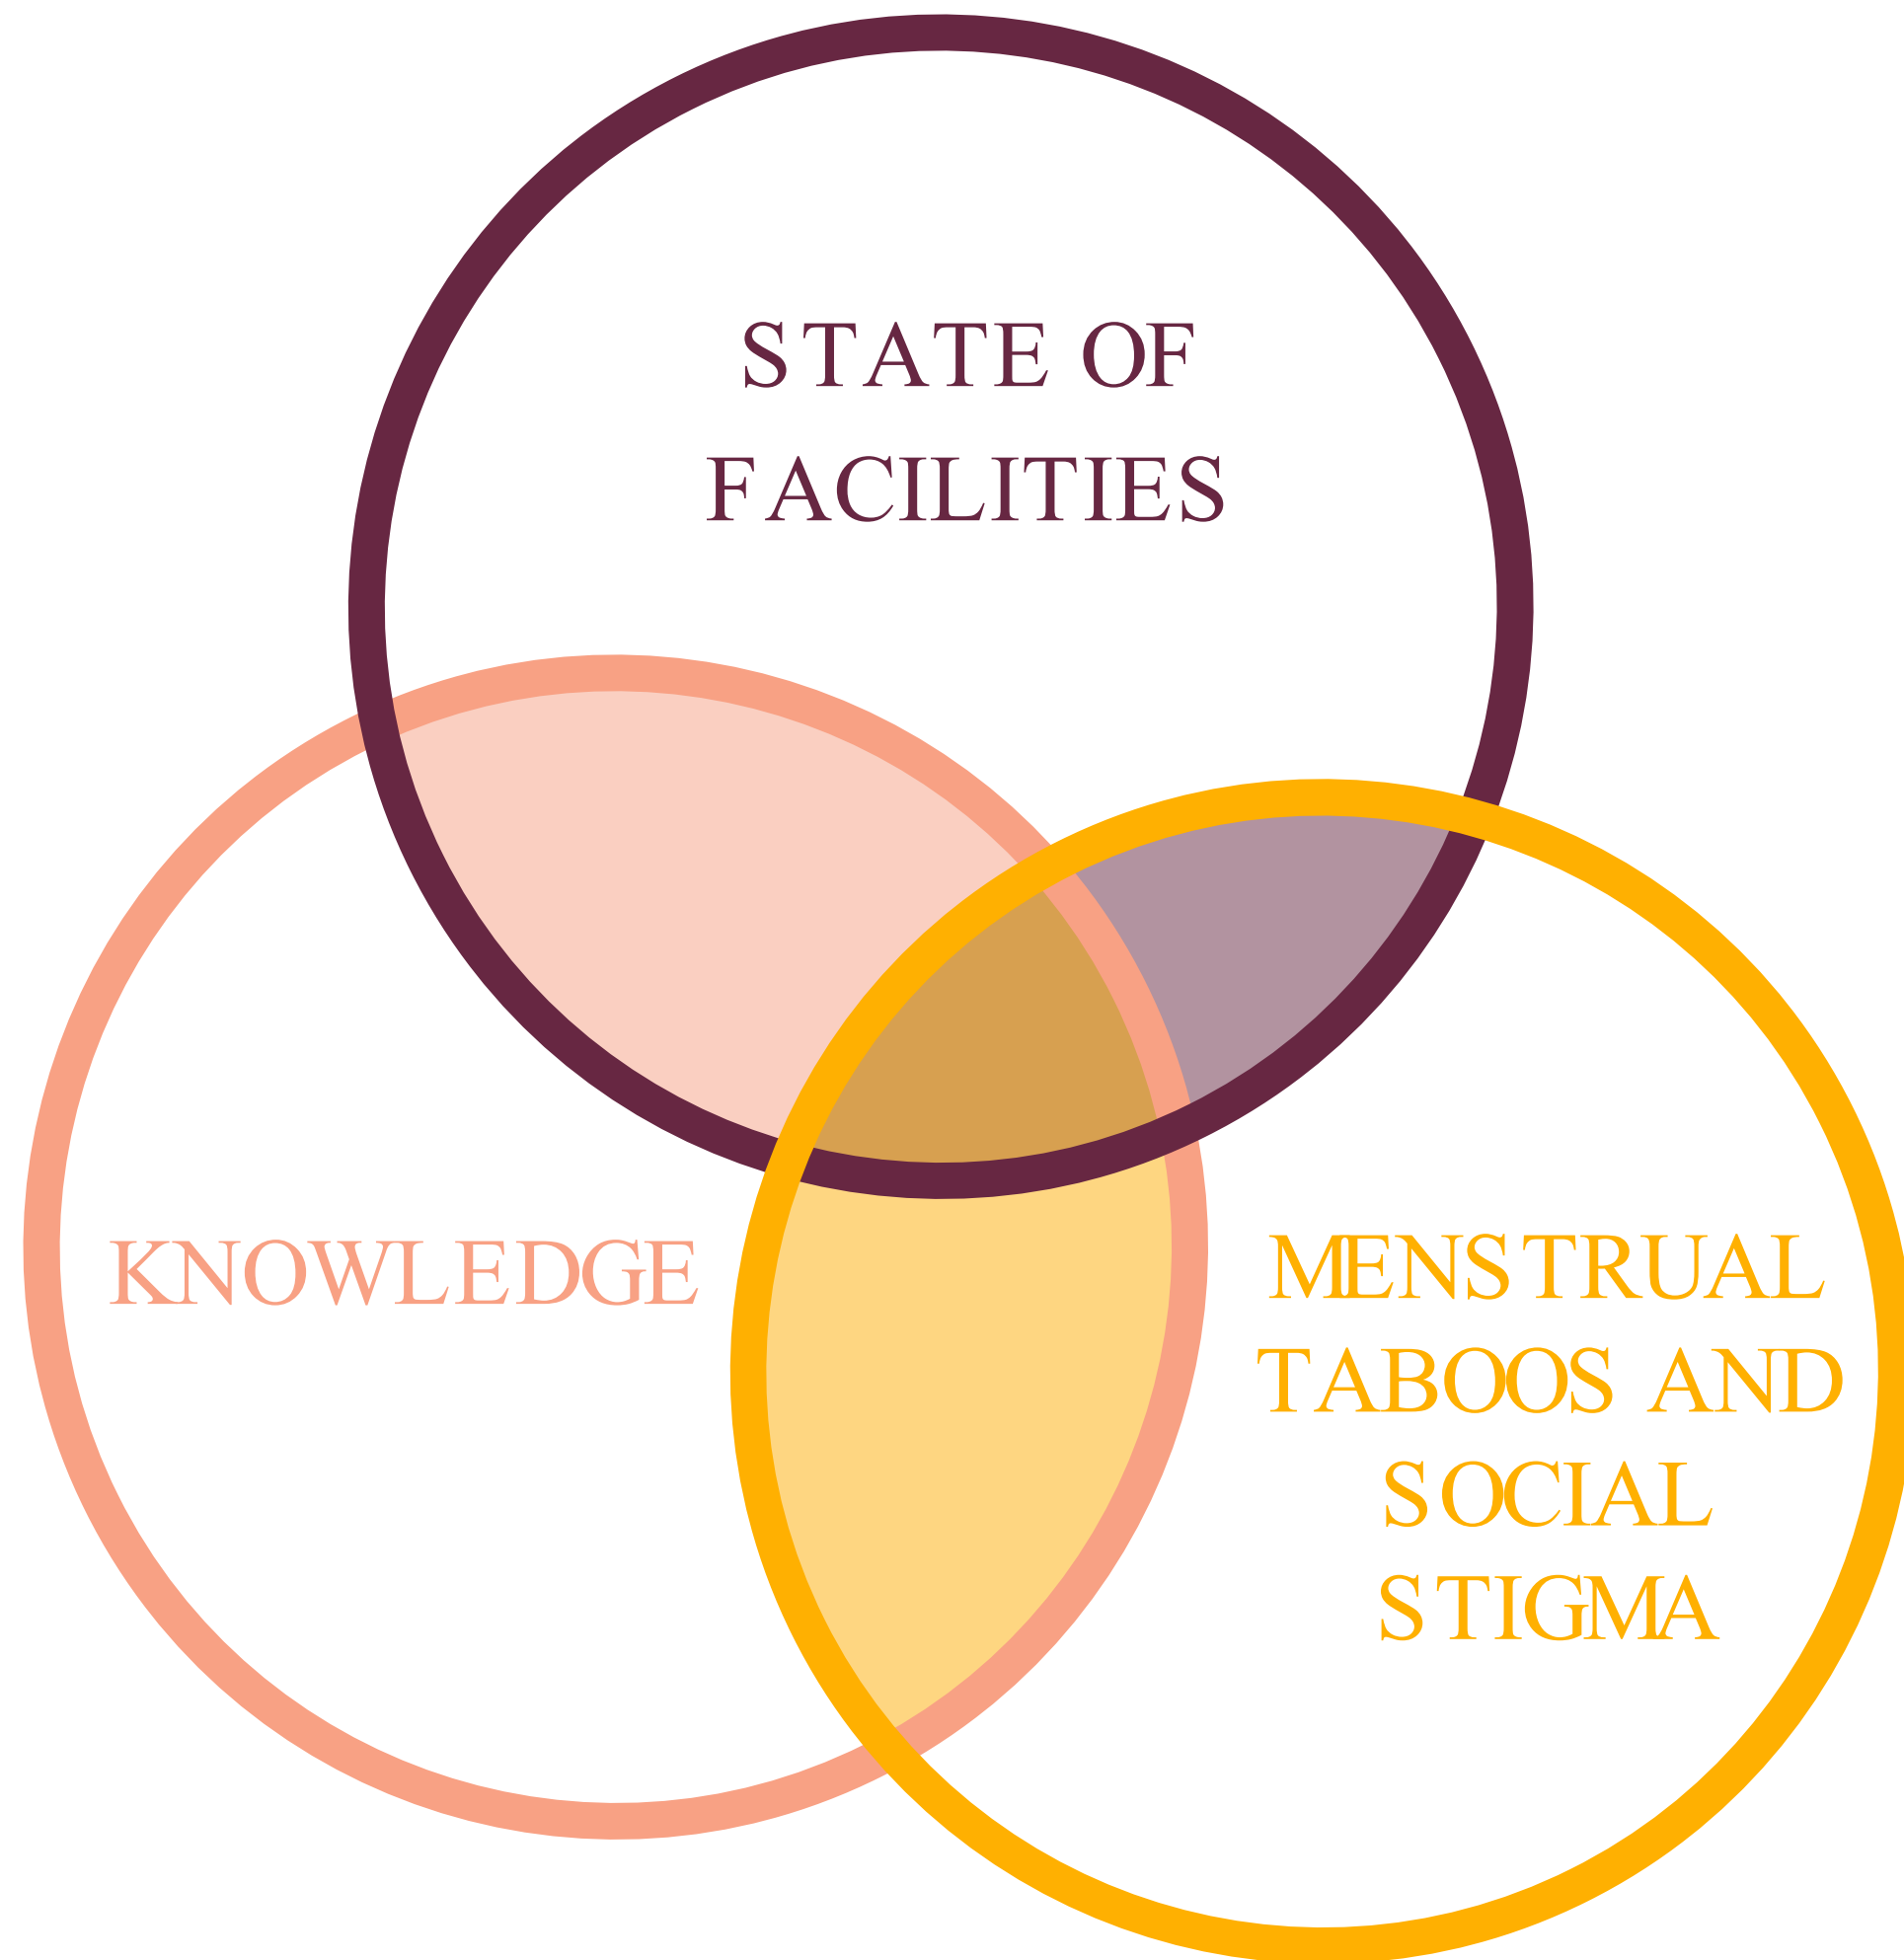 STATE OF
FACILITIES
KNOWLEDGE
MENSTRUAL
TABOOS AND
SOCIAL
STIGMA